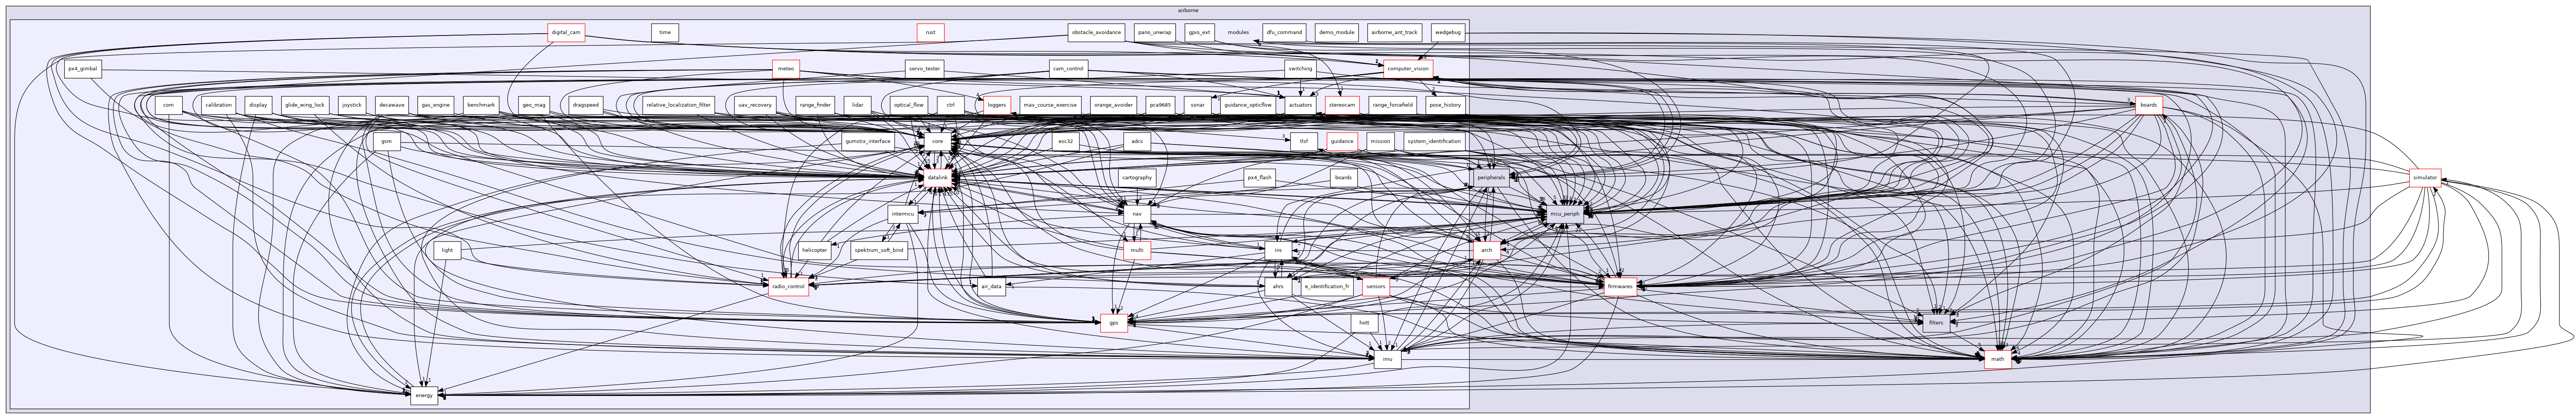 airborne
digital_cam
time
rust
obstacle_avoidance
pano_unwrap
gpio_ext
modules
dfu_command
demo_module
airborne_ant_track
wedgebug
px4_gimbal
meteo
servo_tester
cam_control
switching
computer_vision
com
calibration
display
glide_wing_lock
joystick
decawave
gas_engine
benchmark
geo_mag
dragspeed
relative_localization_filter
uav_recovery
range_finder
lidar
optical_flow
ctrl
loggers
mav_course_exercise
orange_avoider
pca9685
sonar
guidance_opticflow
actuators
stereocam
range_forcefield
pose_history
boards
gsm
gumstix_interface
core
esc32
adcs
tlsf
guidance
mission
system_identification
datalink
cartography
px4_flash
boards
peripherals
simulator
intermcu
nav
mcu_periph
light
helicopter
spektrum_soft_bind
multi
ins
arch
radio_control
air_data
ahrs
e_identification_fr
sensors
firmwares
gps
hott
filters
imu
math
energy